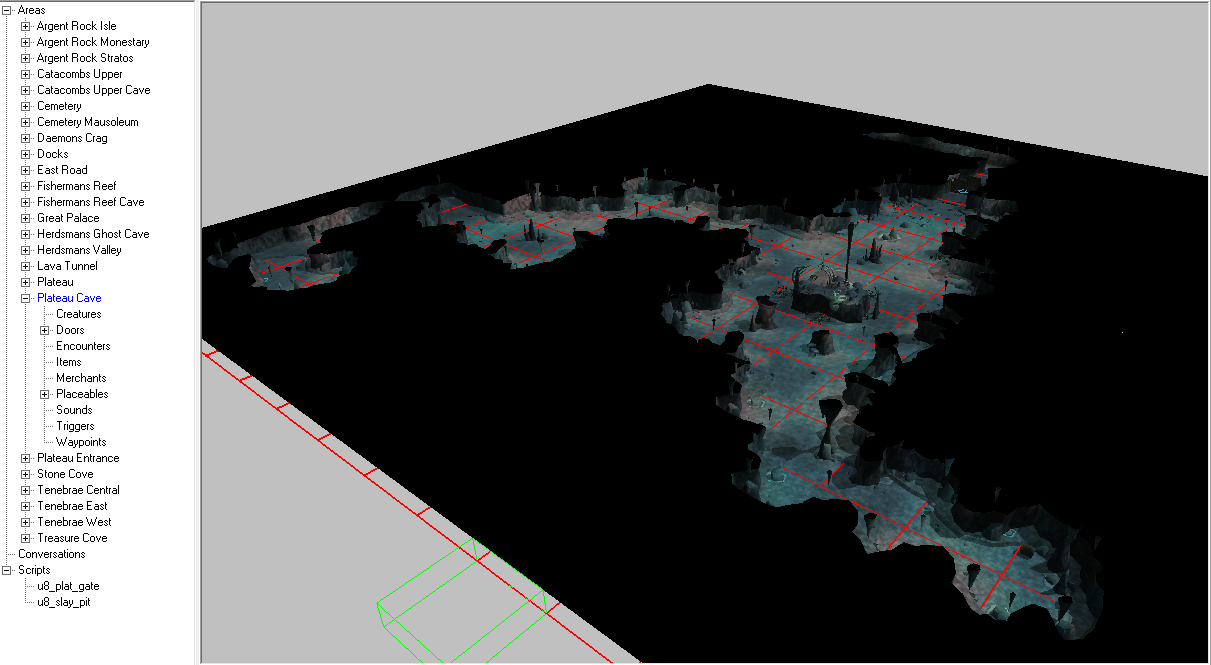 Areas
Argent Rock Isle
Argent Rock Monestary
Argent Rock Stratos
Catacombs Upper
Catacombs Upper Cave
Cemetery
Cemetery Mausoleum
Daemons Crag
Docks
East Road
Fishermans Reef
Fishermans Reef Cave
Great Palace
Herdsmans Ghost Cave
Herdsmans Valley
Lava Tunnel
Plateau
Plateau Cave
Creatures
Doors
Encounters
Items
Merchants
Placeables
Sounds
Triggers
Waypoints
Plateau Entrance
Stone Cove
Tenebrae Central
Tenebrae East
Tenebrae West
Treasure Cove
Conversations
Scripts
u8_plat_gate
u8_slay_pit